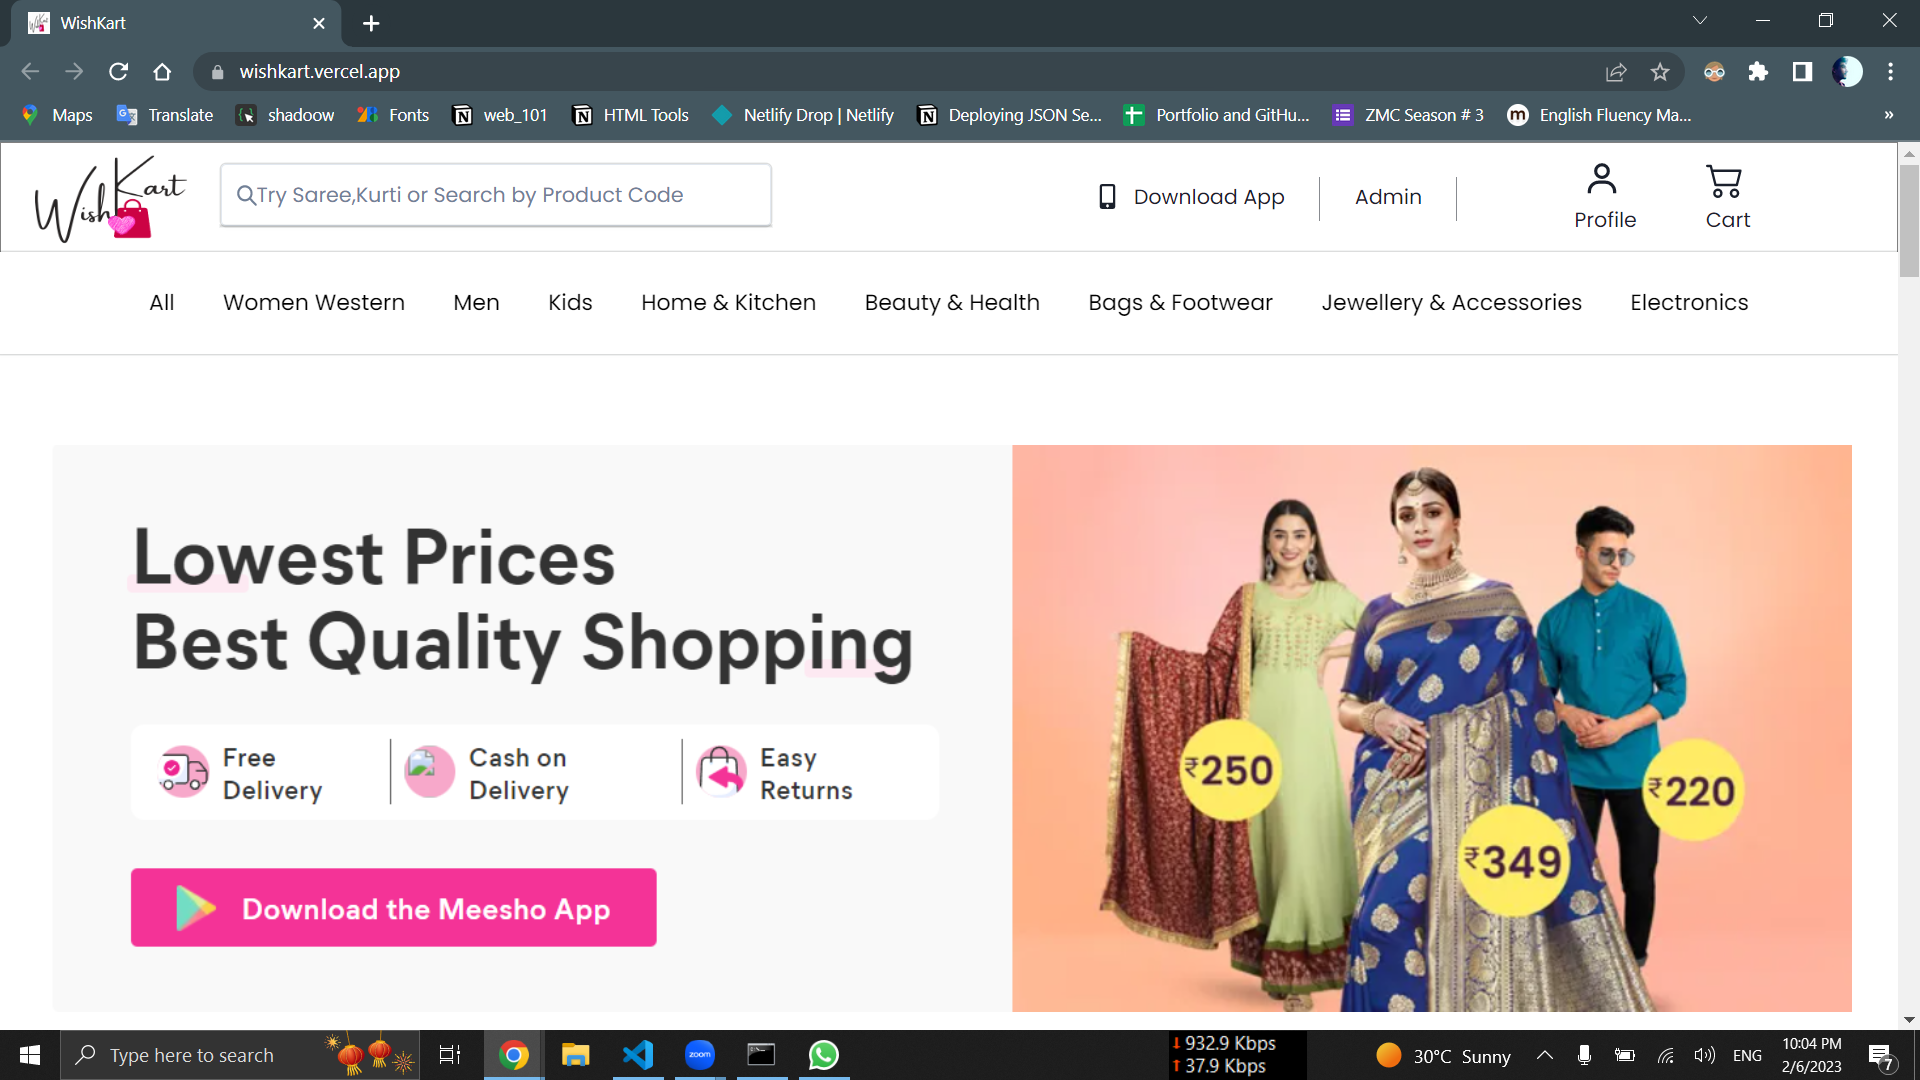 WishKart
wishkart.vercel.app
Maps
Translate
shadoow
Fonts
web_101
HTML Tools
Netlify Drop | Netlify
Deploying JSON Se...
Portfolio and GitHu...
ZMC Season # 3
English Fluency Ma...
»
WishKart
Try Saree,Kurti or Search by Product Code
Download App
Admin
Profile
Cart
All
Women Western
Men
Kids
Home & Kitchen
Beauty & Health
Bags & Footwear
Jewellery & Accessories
Electronics
Lowest Prices
Best Quality Shopping
Free
Delivery
Cash on
Delivery
Easy
Returns
Download the Meesho App
₹250
₹349
₹220
Type here to search
zoom
932.9 Kbps
37.9 Kbps
30°C Sunny
ENG
10:04 PM
2/6/2023
7